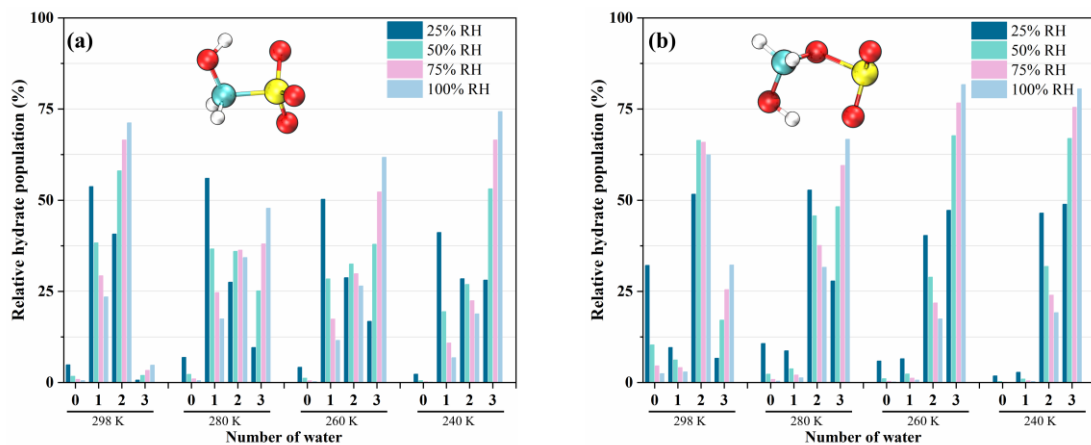 (a)
25% RH
50% RH
75% RH
100% RH
Relative hydrate population (%)
100
75
50
25
0
0 1 2 3 0 1 2 3 0 1 2 3 0 1 2 3
298 K 280 K 260 K 240 K
Number of water
(b)
25% RH
50% RH
75% RH
100% RH
Relative hydrate population (%)
100
75
50
25
0
0 1 2 3 0 1 2 3 0 1 2 3 0 1 2 3
298 K 280 K 260 K 240 K
Number of water